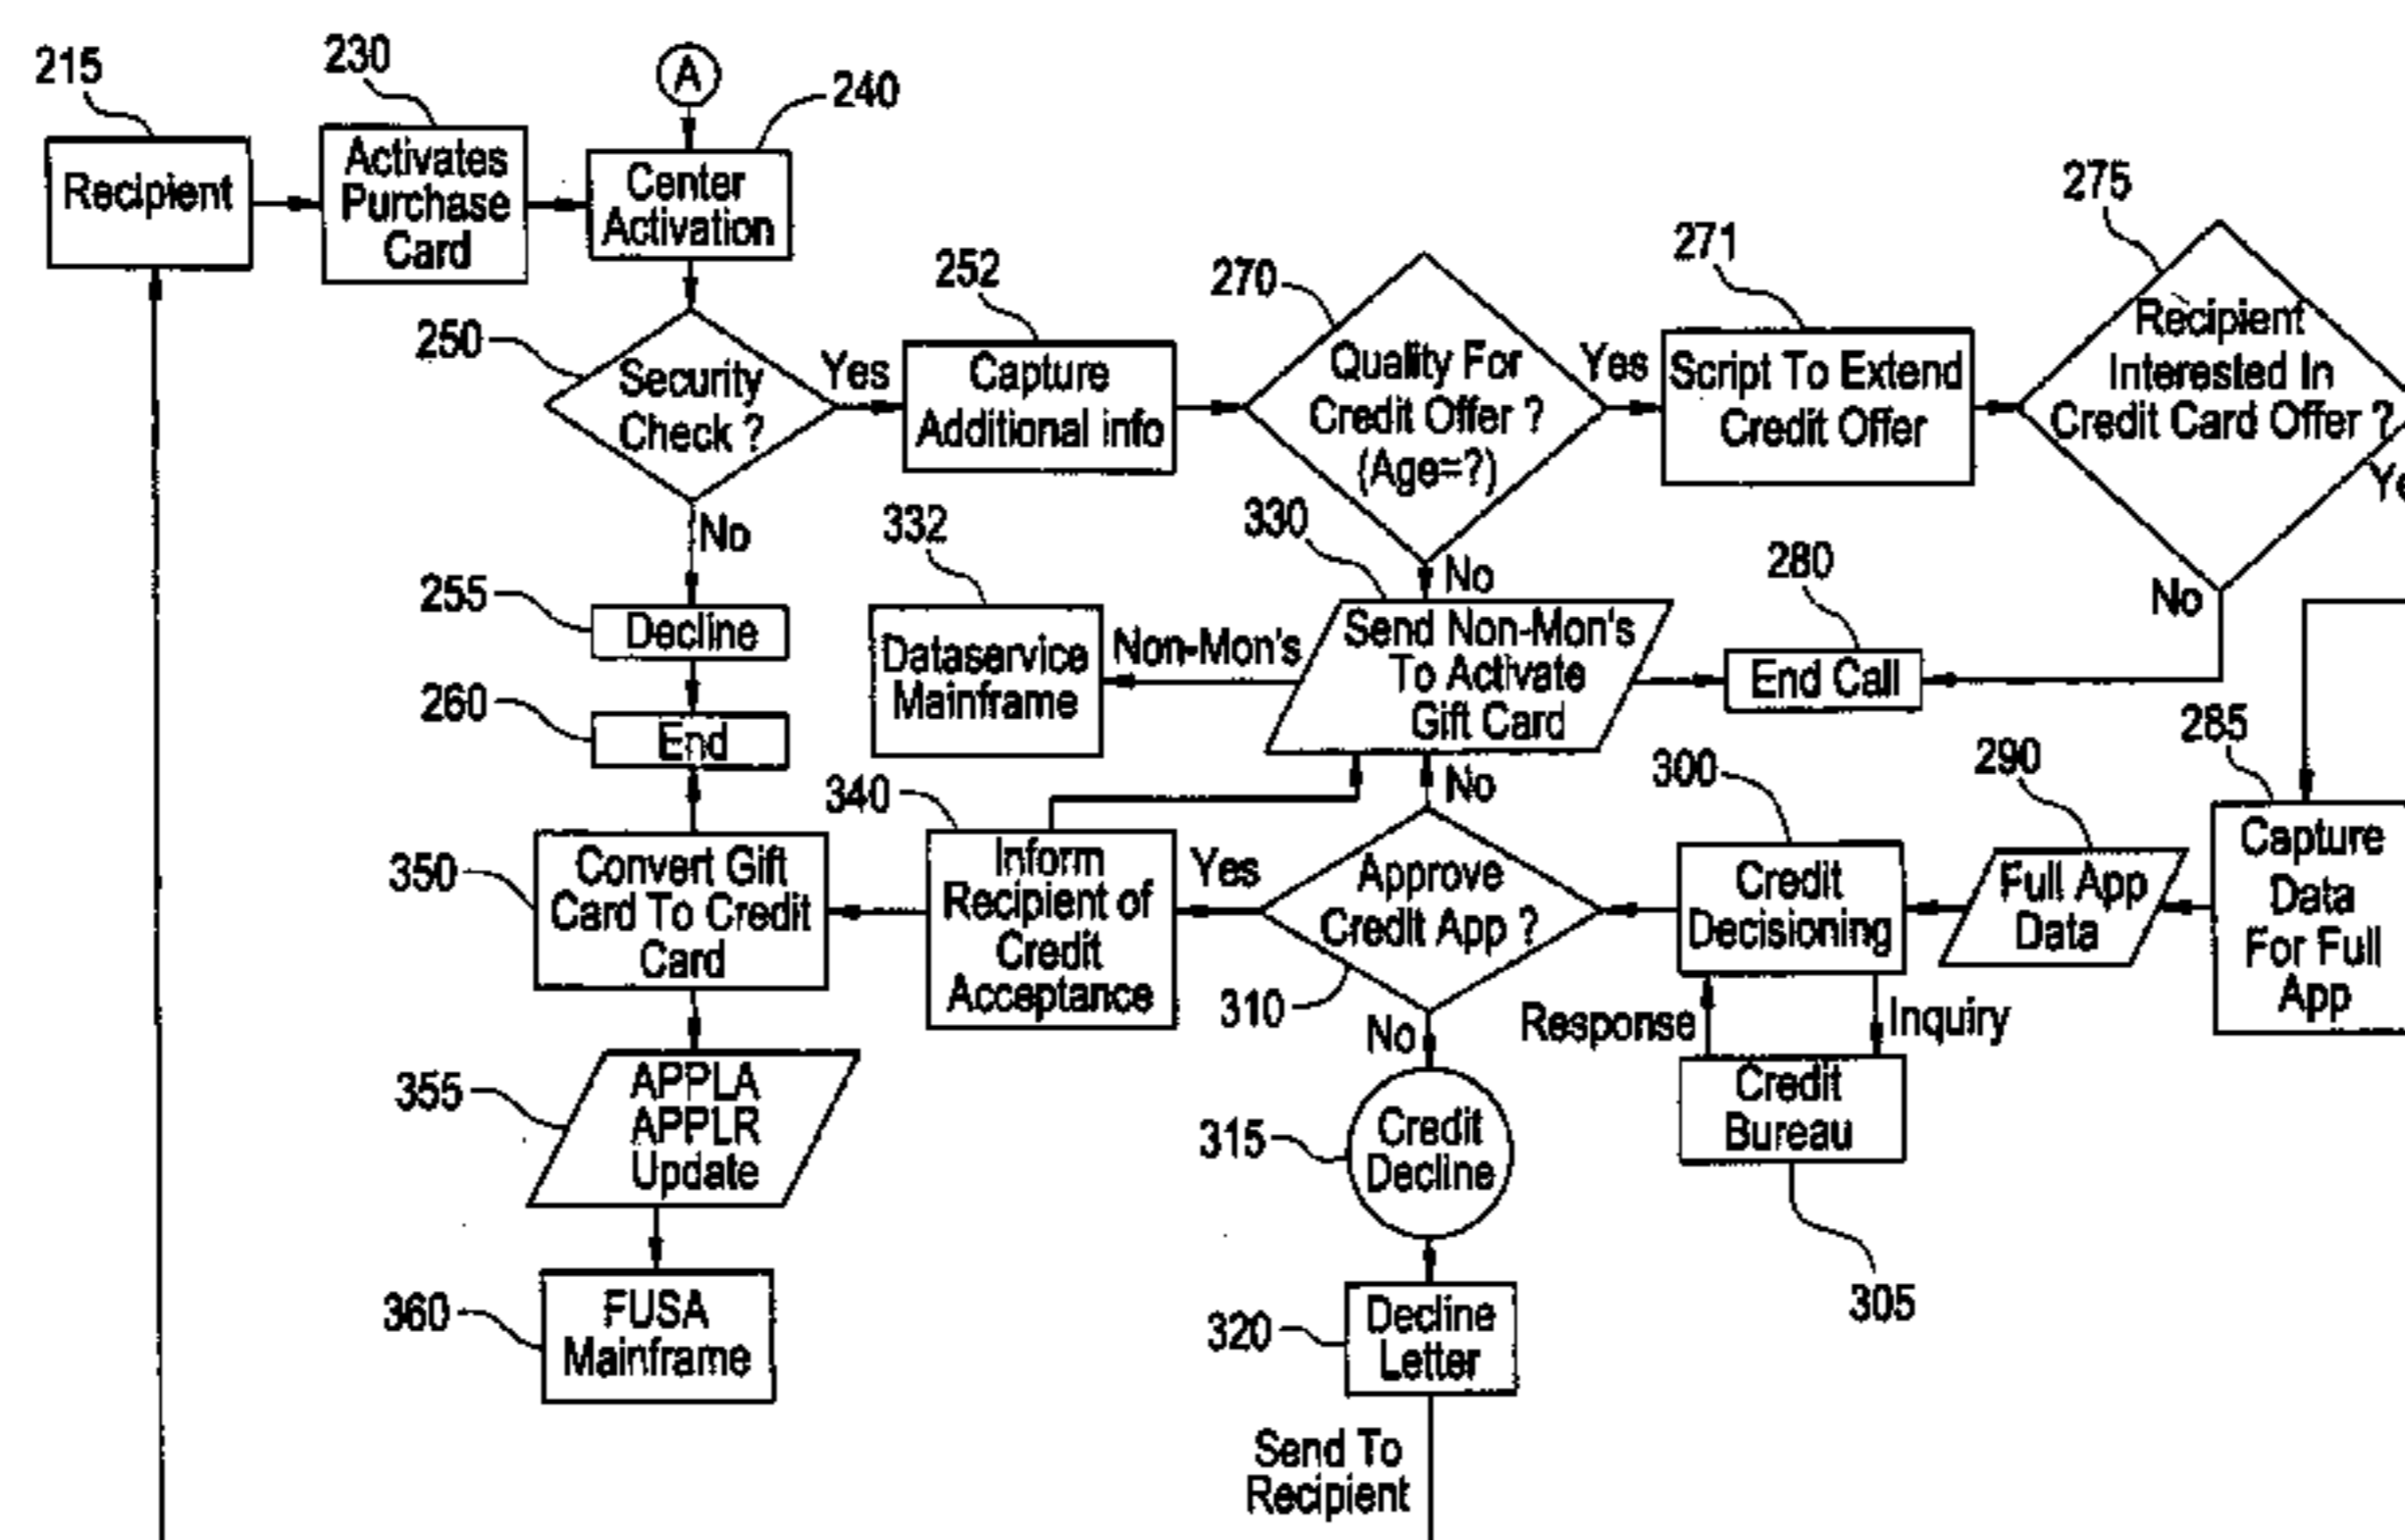 215
230
A
240
Recipient
Activates
Purchase
Card
Center
Activation
250
Security
Check ?
Yes
252
Capture
Additional info
270
Quality For
Credit Offer ?
(Age=?)
Yes
271
Script To Extend
Credit Offer
275
Recipient
Interested In
Credit Card Offer ?
No
No
255
Decline
260
End
332
Dataservice
Mainframe
Non-Mon's
330
No
Send Non-Mon's
To Activate
Gift Card
280
End Call
285
Capture
Data
For Full
App
290
Full App
Data
300
Credit
Decisioning
Response
Inquiry
Credit
Bureau
305
No
Approve
Credit App ?
310
Yes
340
Inform
Recipient of
Credit
Acceptance
350
Convert Gift
Card To Credit
Card
355
APPLA
APPLR
Update
360
FUSA
Mainframe
No
315
Credit
Decline
320
Decline
Letter
Send To
Recipient